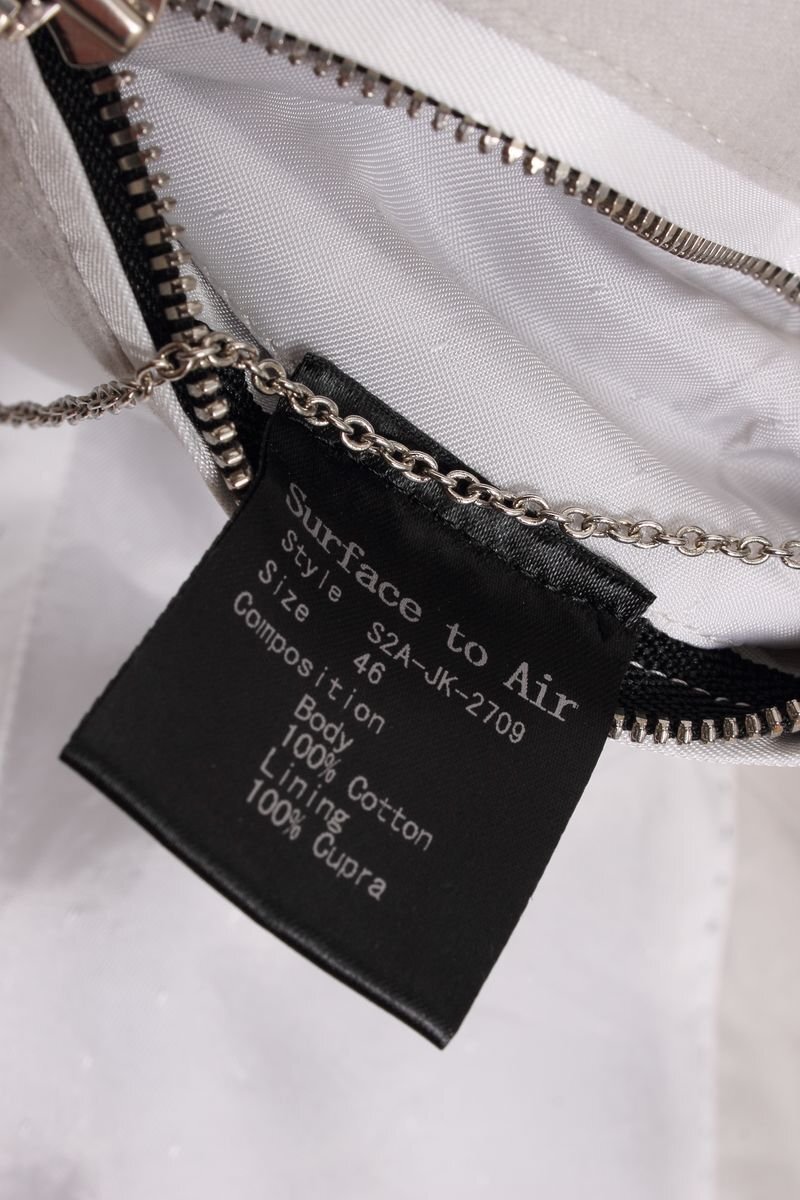 Surface to Air
Style S2A-JK-2709
Size 46
Composition
Body
100% Cotton
Lining
100% Cupra